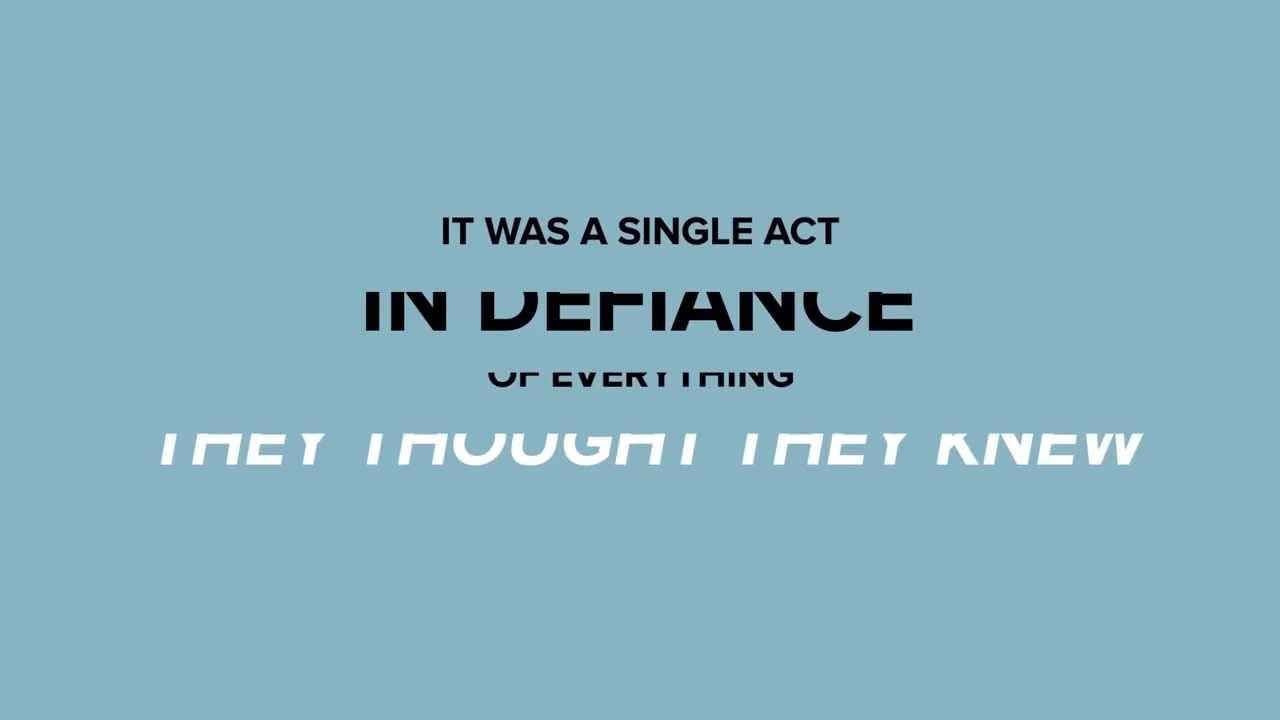 IT WAS A SINGLE ACT
IN DEFIANCE
OF EVERYTHING
THEY THOUGHT THEY KNEW